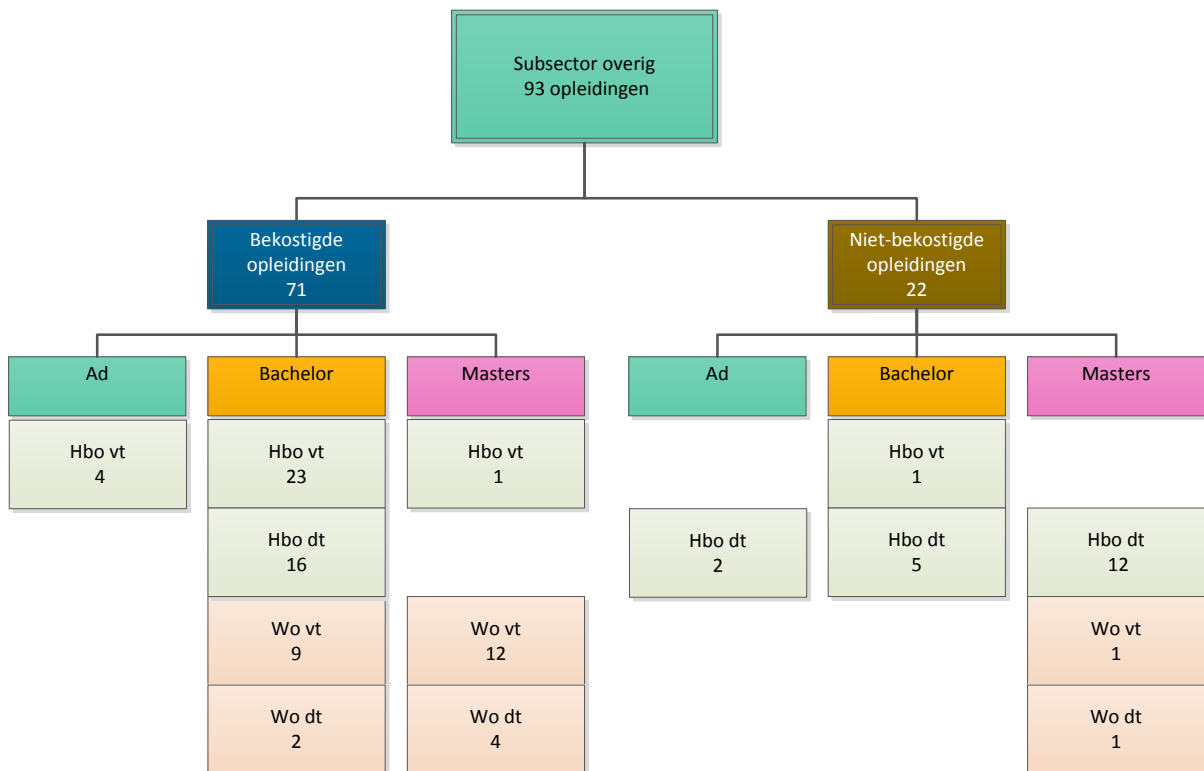 Subsector overig
93 opleidingen
Bekostigde
opleidingen
71
Niet-bekostigde
opleidingen
22
Ad
Bachelor
Masters
Ad
Bachelor
Masters
Hbo vt
4
Hbo vt
23
Hbo vt
1
Hbo vt
1
Hbo dt
16
Hbo dt
2
Hbo dt
5
Hbo dt
12
Wo vt
9
Wo vt
12
Wo vt
1
Wo dt
2
Wo dt
4
Wo dt
1